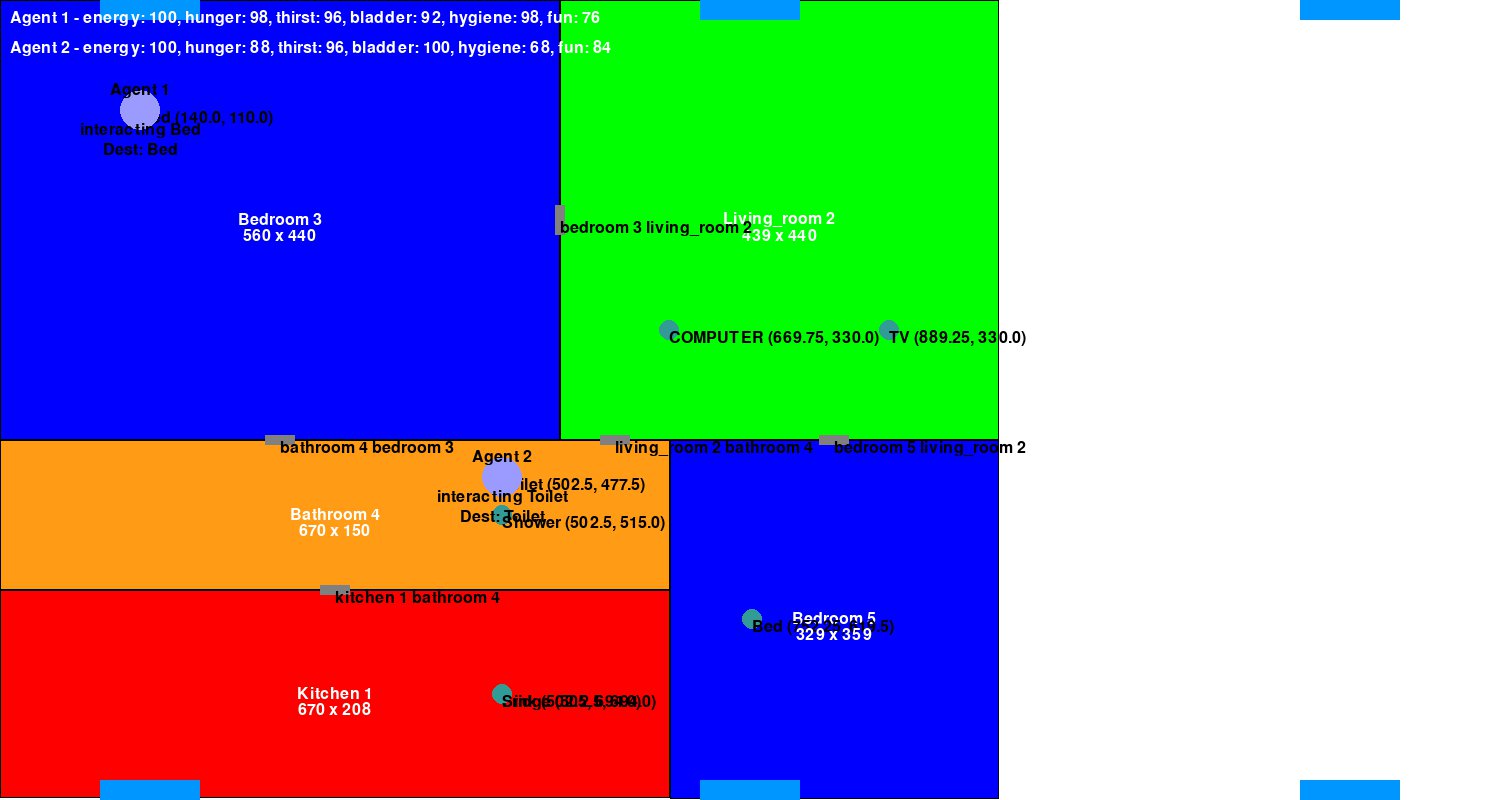 Agent 1 - energy: 100, hunger: 98, thirst: 96, bladder: 92, hygiene: 98, fun: 76
Agent 2 - energy: 100, hunger: 88, thirst: 96, bladder: 100, hygiene: 68, fun: 84
Agent 1
(140.0, 110.0)
interacting Bed
Dest: Bed
Bedroom 3
560 x 440
Living_room 2
439 x 440
bedroom 3 living_room 2
COMPUTER (669.75, 330.0)
TV (889.25, 330.0)
bathroom 4 bedroom 3
living_room 2 bathroom 4
bedroom 5 living_room 2
Agent 2
(502.5, 477.5)
interacting Toilet
Dest: Toilet
Shower (502.5, 515.0)
Bathroom 4
670 x 150
kitchen 1 bathroom 4
Bedroom 5
329 x 359
Bed
Kitchen 1
670 x 208